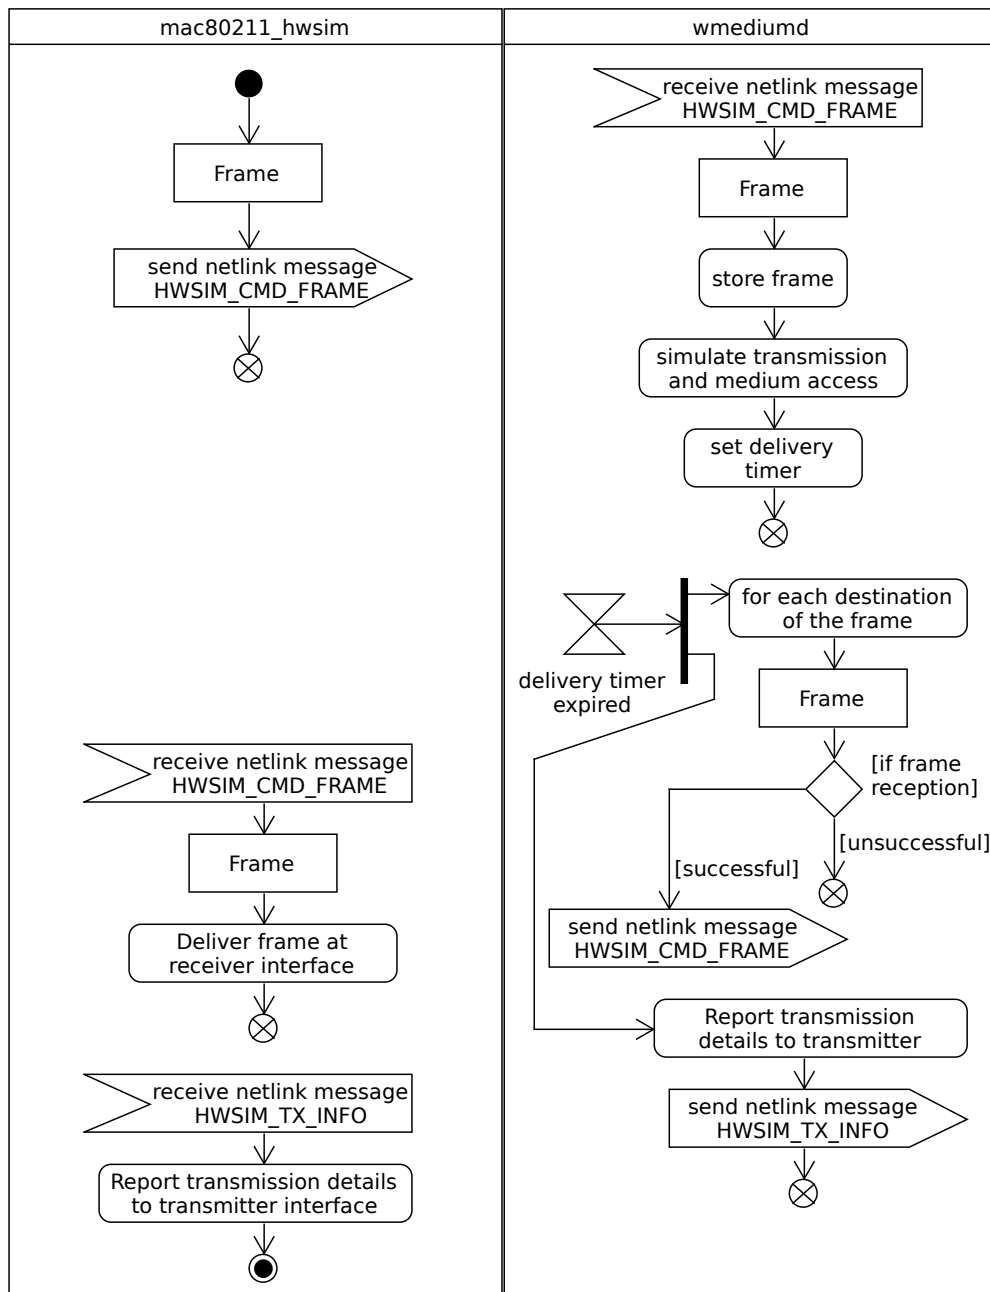 mac80211_hwsim
Frame
send netlink message
HWSIM_CMD_FRAME
receive netlink message
HWSIM_CMD_FRAME
Frame
Deliver frame at
receiver interface
receive netlink message
HWSIM_TX_INFO
Report transmission details
to transmitter interface
wmediumd
receive netlink message
HWSIM_CMD_FRAME
Frame
store frame
simulate transmission
and medium access
set delivery
timer
delivery timer
expired
for each destination
of the frame
Frame
[if frame
reception]
[unsuccessful]
[successful]
send netlink message
HWSIM_CMD_FRAME
Report transmission
details to transmitter
send netlink message
HWSIM_TX_INFO